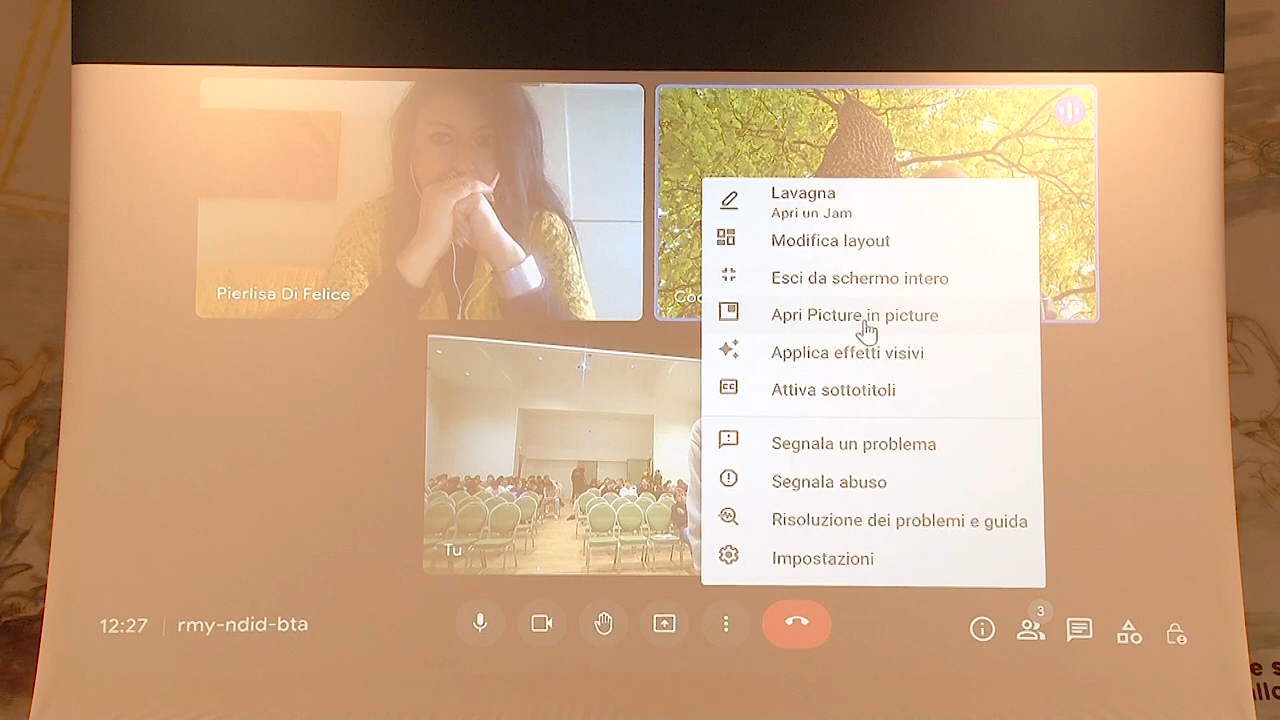 Pierlisa Di Felice
Lavagna
Apri un Jam
Modifica layout
Esci da schermo intero
Apri Picture in picture
Applica effetti visivi
CC
Attiva sottotitoli
Segnala un problema
Segnala abuso
Risoluzione dei problemi e guida
Impostazioni
Tu
12:27
rmy-ndid-bta
3